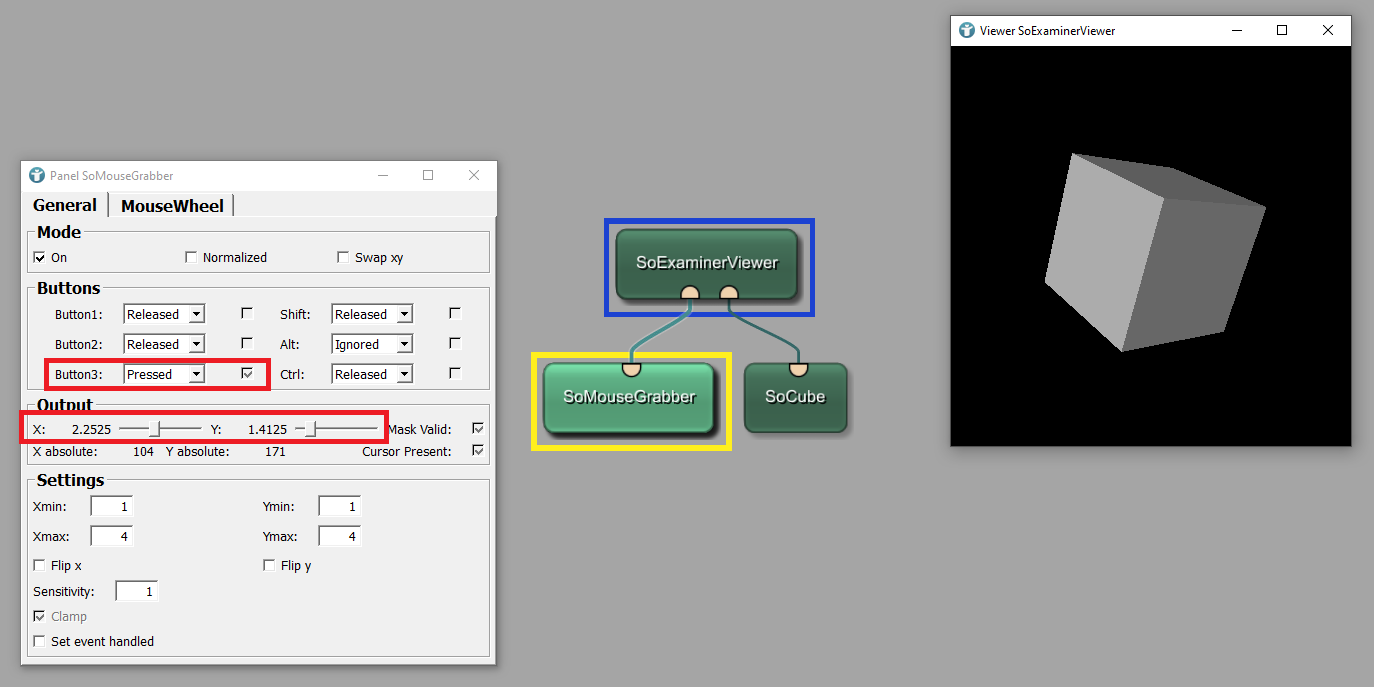 Viewer SoExaminerViewer
Panel SoMouseGrabber
General MouseWheel
Mode
On Normalized Swap xy
Buttons
Button1: Released Shift: Released
Button2: Released Alt: Ignored
Button3: Pressed Ctrl: Released
Output
X: 2.2525 Y: 1.4125 Mask Valid:
X absolute: 104 Y absolute: 171 Cursor Present:
Settings
Xmin: 1 Ymin: 1
Xmax: 4 Ymax: 4
Flip x Flip y
Sensitivity: 1
Clamp
Set event handled
SoExaminerViewer
SoMouseGrabber SoCube